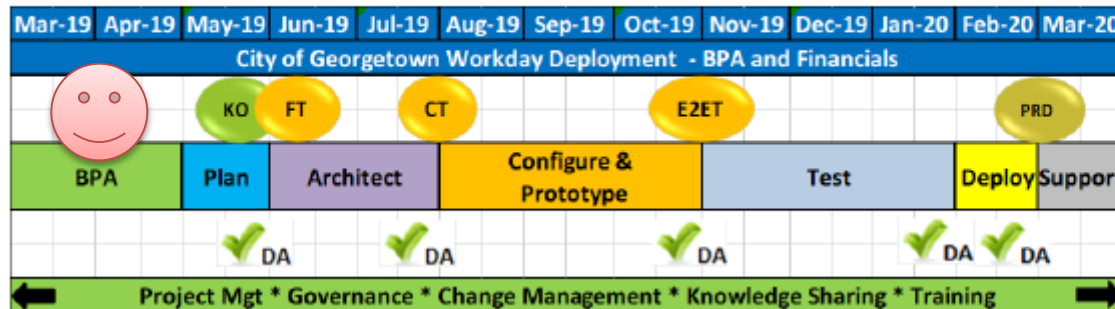 Mar-19 Apr-19 May-19 Jun-19 Jul-19 Aug-19 Sep-19 Oct-19 Nov-19 Dec-19 Jan-20 Feb-20 Mar-20
City of Georgetown Workday Deployment - BPA and Financials
KO FT CT E2ET PRD
BPA Plan Architect Configure & Prototype Test Deploy Suppor
DA DA DA DA DA
Project Mgt * Governance * Change Management * Knowledge Sharing * Training